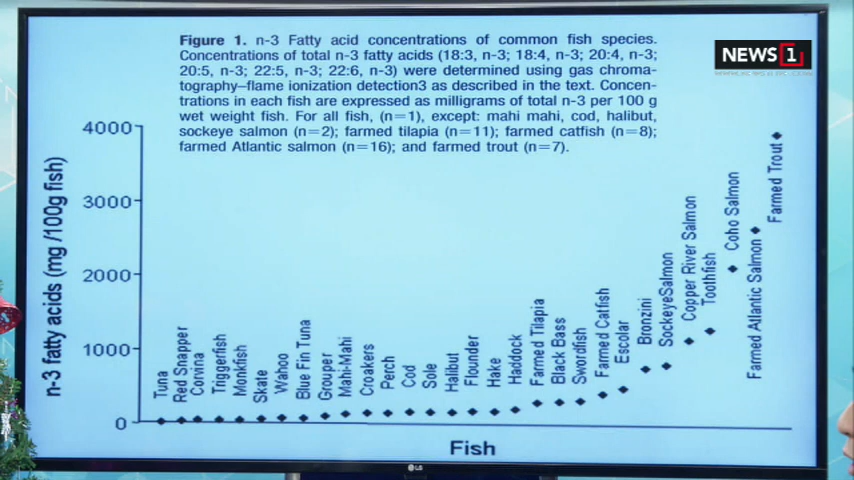 Figure 1. n-3 Fatty acid concentrations of common fish species.
Concentrations of total n-3 fatty acids (18:3, n-3; 18:4, n-3; 20:4, n-3;
20:5, n-3; 22:5, n-3; 22:6, n-3) were determined using gas chroma-
tography–flame ionization detection3 as described in the text. Concen-
trations in each fish are expressed as milligrams of total n-3 per 100 g
wet weight fish. For all fish, (n=1), except: mahi mahi, cod, halibut,
sockeye salmon (n=2); farmed tilapia (n=11); farmed catfish (n=8);
farmed Atlantic salmon (n=16); and farmed trout (n=7).
NEWS 1
n-3 fatty acids (mg /100g fish)
4000
3000
2000
1000
0
Tuna
Red Snapper
Corvina
Triggerfish
Monkfish
Skate
Wahoo
Blue Fin Tuna
Grouper
Mahi-Mahi
Croakers
Perch
Cod
Sole
Halibut
Flounder
Hake
Haddock
Farmed Tilapia
Black Bass
Swordfish
Farmed Catfish
Escolar
Bronzini
SockeyeSalmon
Copper River Salmon
Toothfish
Coho Salmon
Farmed Atlantic Salmon
Farmed Trout
Fish
LG